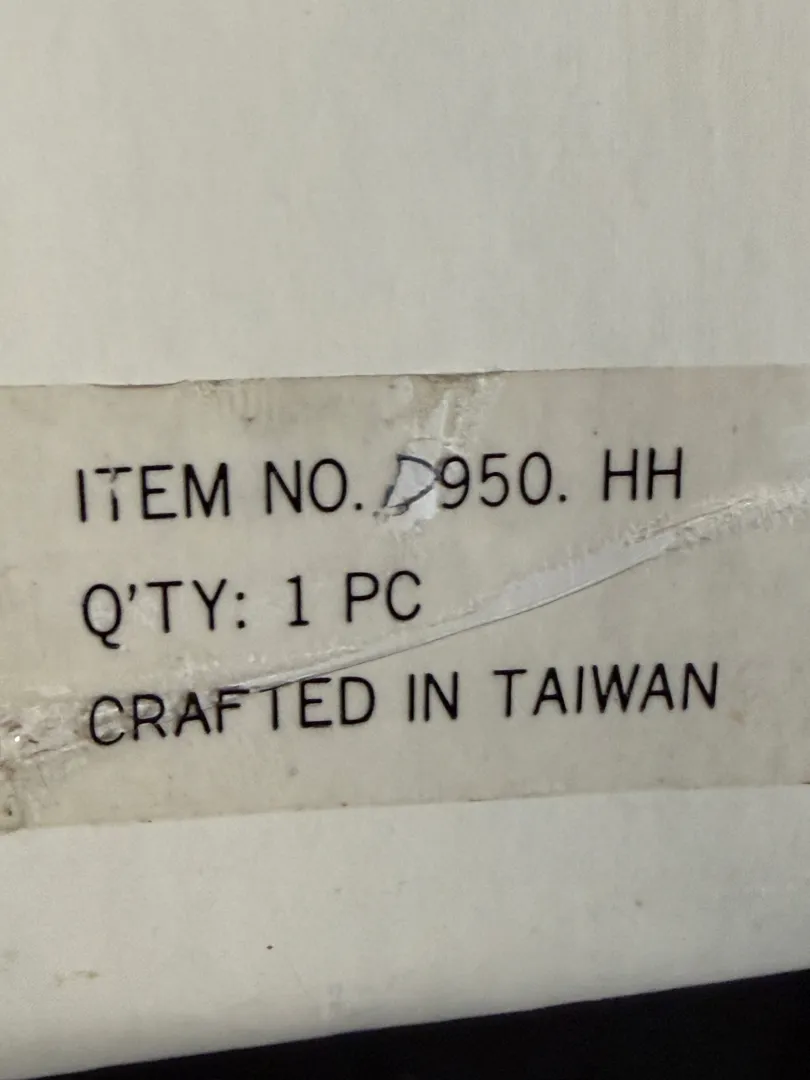 ITEM NO. D950. HH
Q'TY: 1 PC
CRAFTED IN TAIWAN